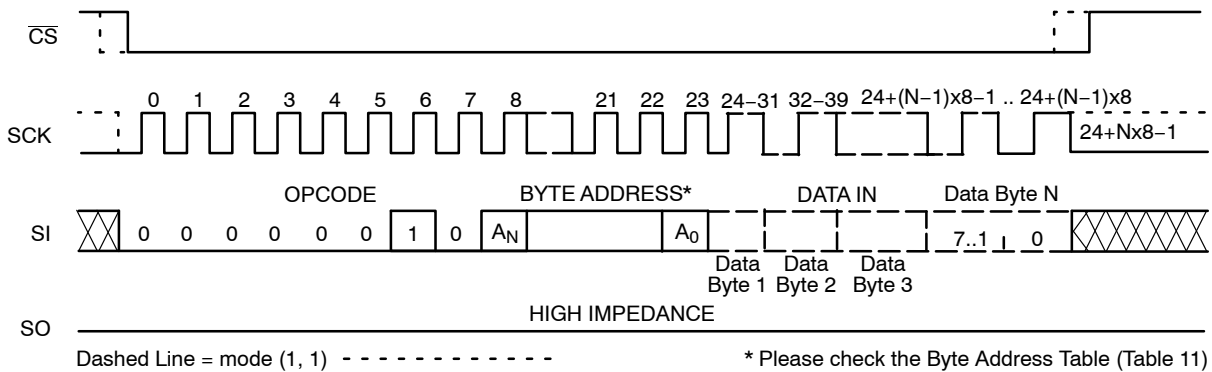 CS
0 1 2 3 4 5 6 7 8 21 22 23 24−31 32−39 24+(N−1)x8−1 .. 24+(N−1)x8
SCK
24+Nx8−1
OPCODE BYTE ADDRESS* DATA IN Data Byte N
SI 0 0 0 0 0 0 1 0 AN A0 7..1 0
Data Byte 1 Data Byte 2 Data Byte 3
HIGH IMPEDANCE
SO
Dashed Line = mode (1, 1) * Please check the Byte Address Table (Table 11)